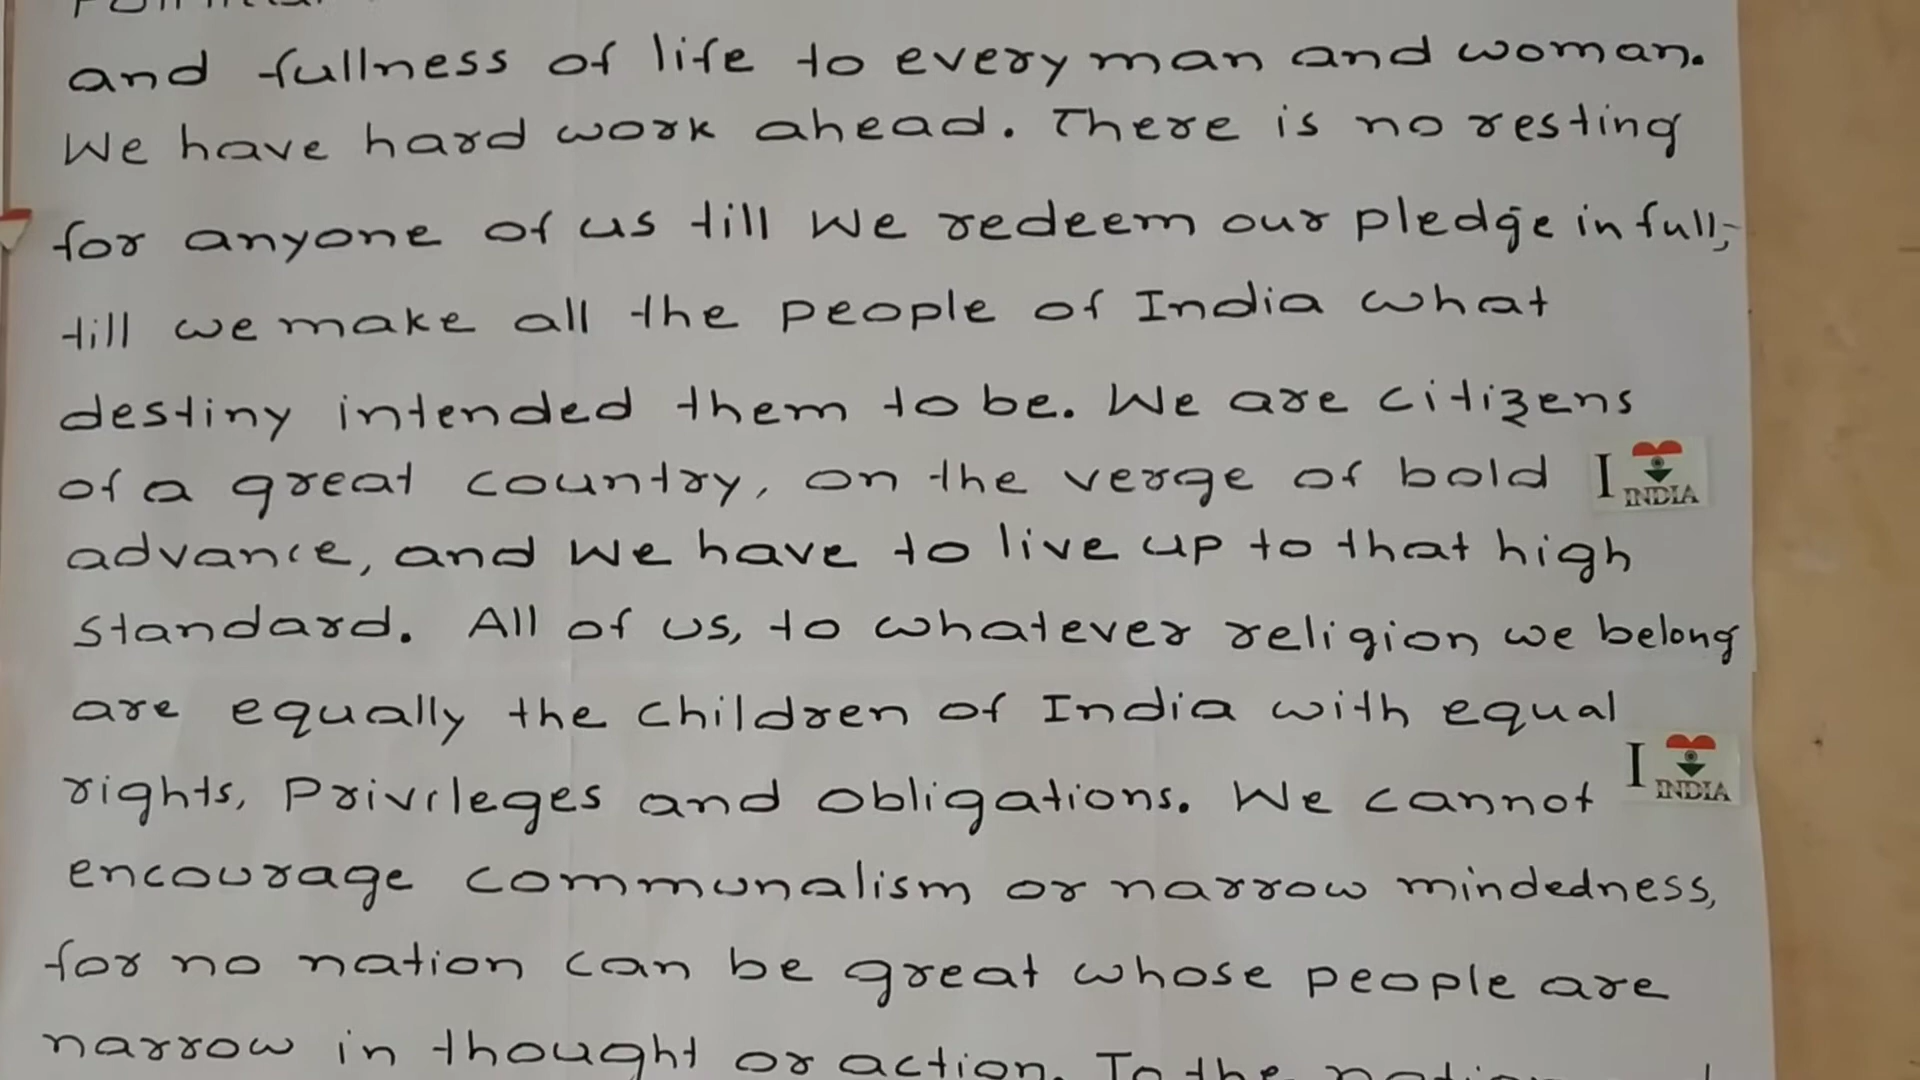 and fullness of life to every man and woman.
We have hard work ahead. There is no resting
for anyone of us till we redeem our pledge in full,
till we make all the people of India what
destiny intended them to be. We are citizens
of a great country, on the verge of bold
I INDIA
advance, and we have to live up to that high
standard. All of us, to whatever religion we belong
are equally the children of India with equal
rights, Privileges and obligations. We cannot
I INDIA
encourage communalism or narrow mindedness,
for no nation can be great whose people are
narrow in thought or action. To the